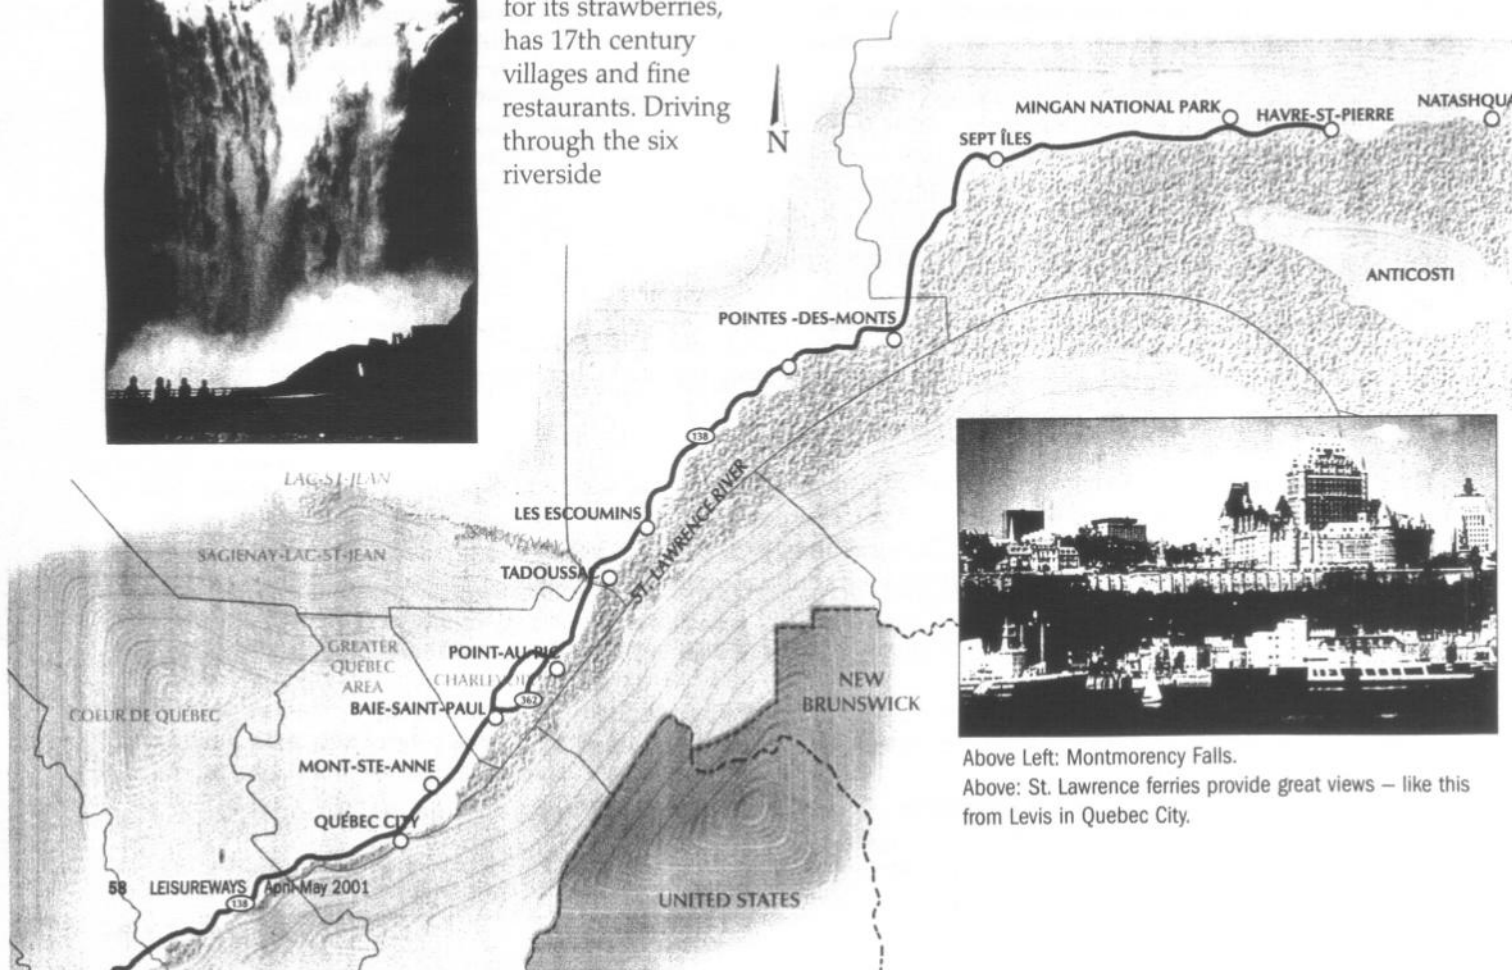 for its strawberries,
has 17th century
villages and fine
restaurants. Driving
through the six
riverside
N
MINGAN NATIONAL PARK
HAVRE-ST-PIERRE
NATASHQUA
SEPT ÎLES
ANTICOSTI
POINTES -DES-MONTS
138
LAC-ST-JEAN
LES ESCOUMINS
ST. LAWRENCE RIVER
SAGIENAY-LAC-ST-JEAN
TADOUSSAC
GREATER
QUÉBEC
AREA
POINT-AU-PIC
CHARLEVOIX
362
BAIE-SAINT-PAUL
COEUR DE QUÉBEC
NEW
BRUNSWICK
MONT-STE-ANNE
QUÉBEC CITY
UNITED STATES
138
Above Left: Montmorency Falls.
Above: St. Lawrence ferries provide great views – like this
from Levis in Quebec City.
58 LEISUREWAYS April-May 2001